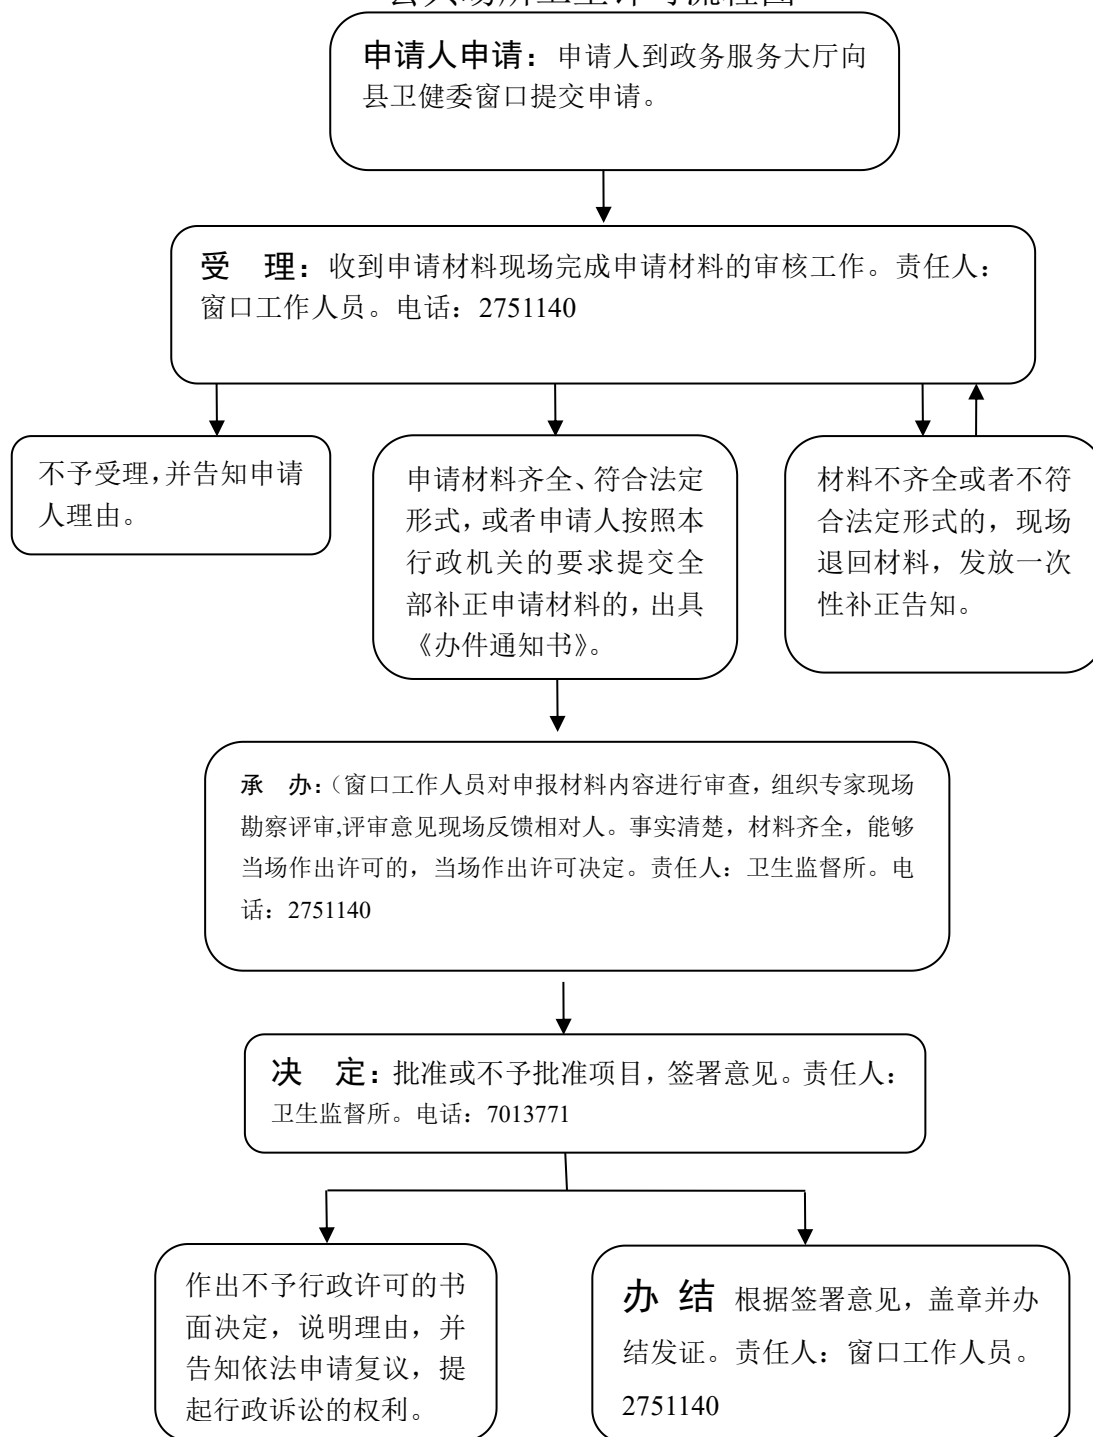 公共场所卫生许可流程图
申请人申请：申请人到政务服务大厅向
县卫健委窗口提交申请。
受　理：收到申请材料现场完成申请材料的审核工作。责任人：
窗口工作人员。电话：2751140
不予受理，并告知申请
人理由。
申请材料齐全、符合法定
形式，或者申请人按照本
行政机关的要求提交全
部补正申请材料的，出具
《办件通知书》。
材料不齐全或者不符
合法定形式的，现场
退回材料，发放一次
性补正告知。
承　办：（窗口工作人员对申报材料内容进行审查，组织专家现场
勘察评审,评审意见现场反馈相对人。事实清楚，材料齐全，能够
当场作出许可的，当场作出许可决定。责任人：卫生监督所。电
话：2751140
决　定：批准或不予批准项目，签署意见。责任人：
卫生监督所。电话：7013771
作出不予行政许可的书
面决定，说明理由，并
告知依法申请复议，提
起行政诉讼的权利。
办 结 根据签署意见，盖章并办
结发证。责任人：窗口工作人员。
2751140